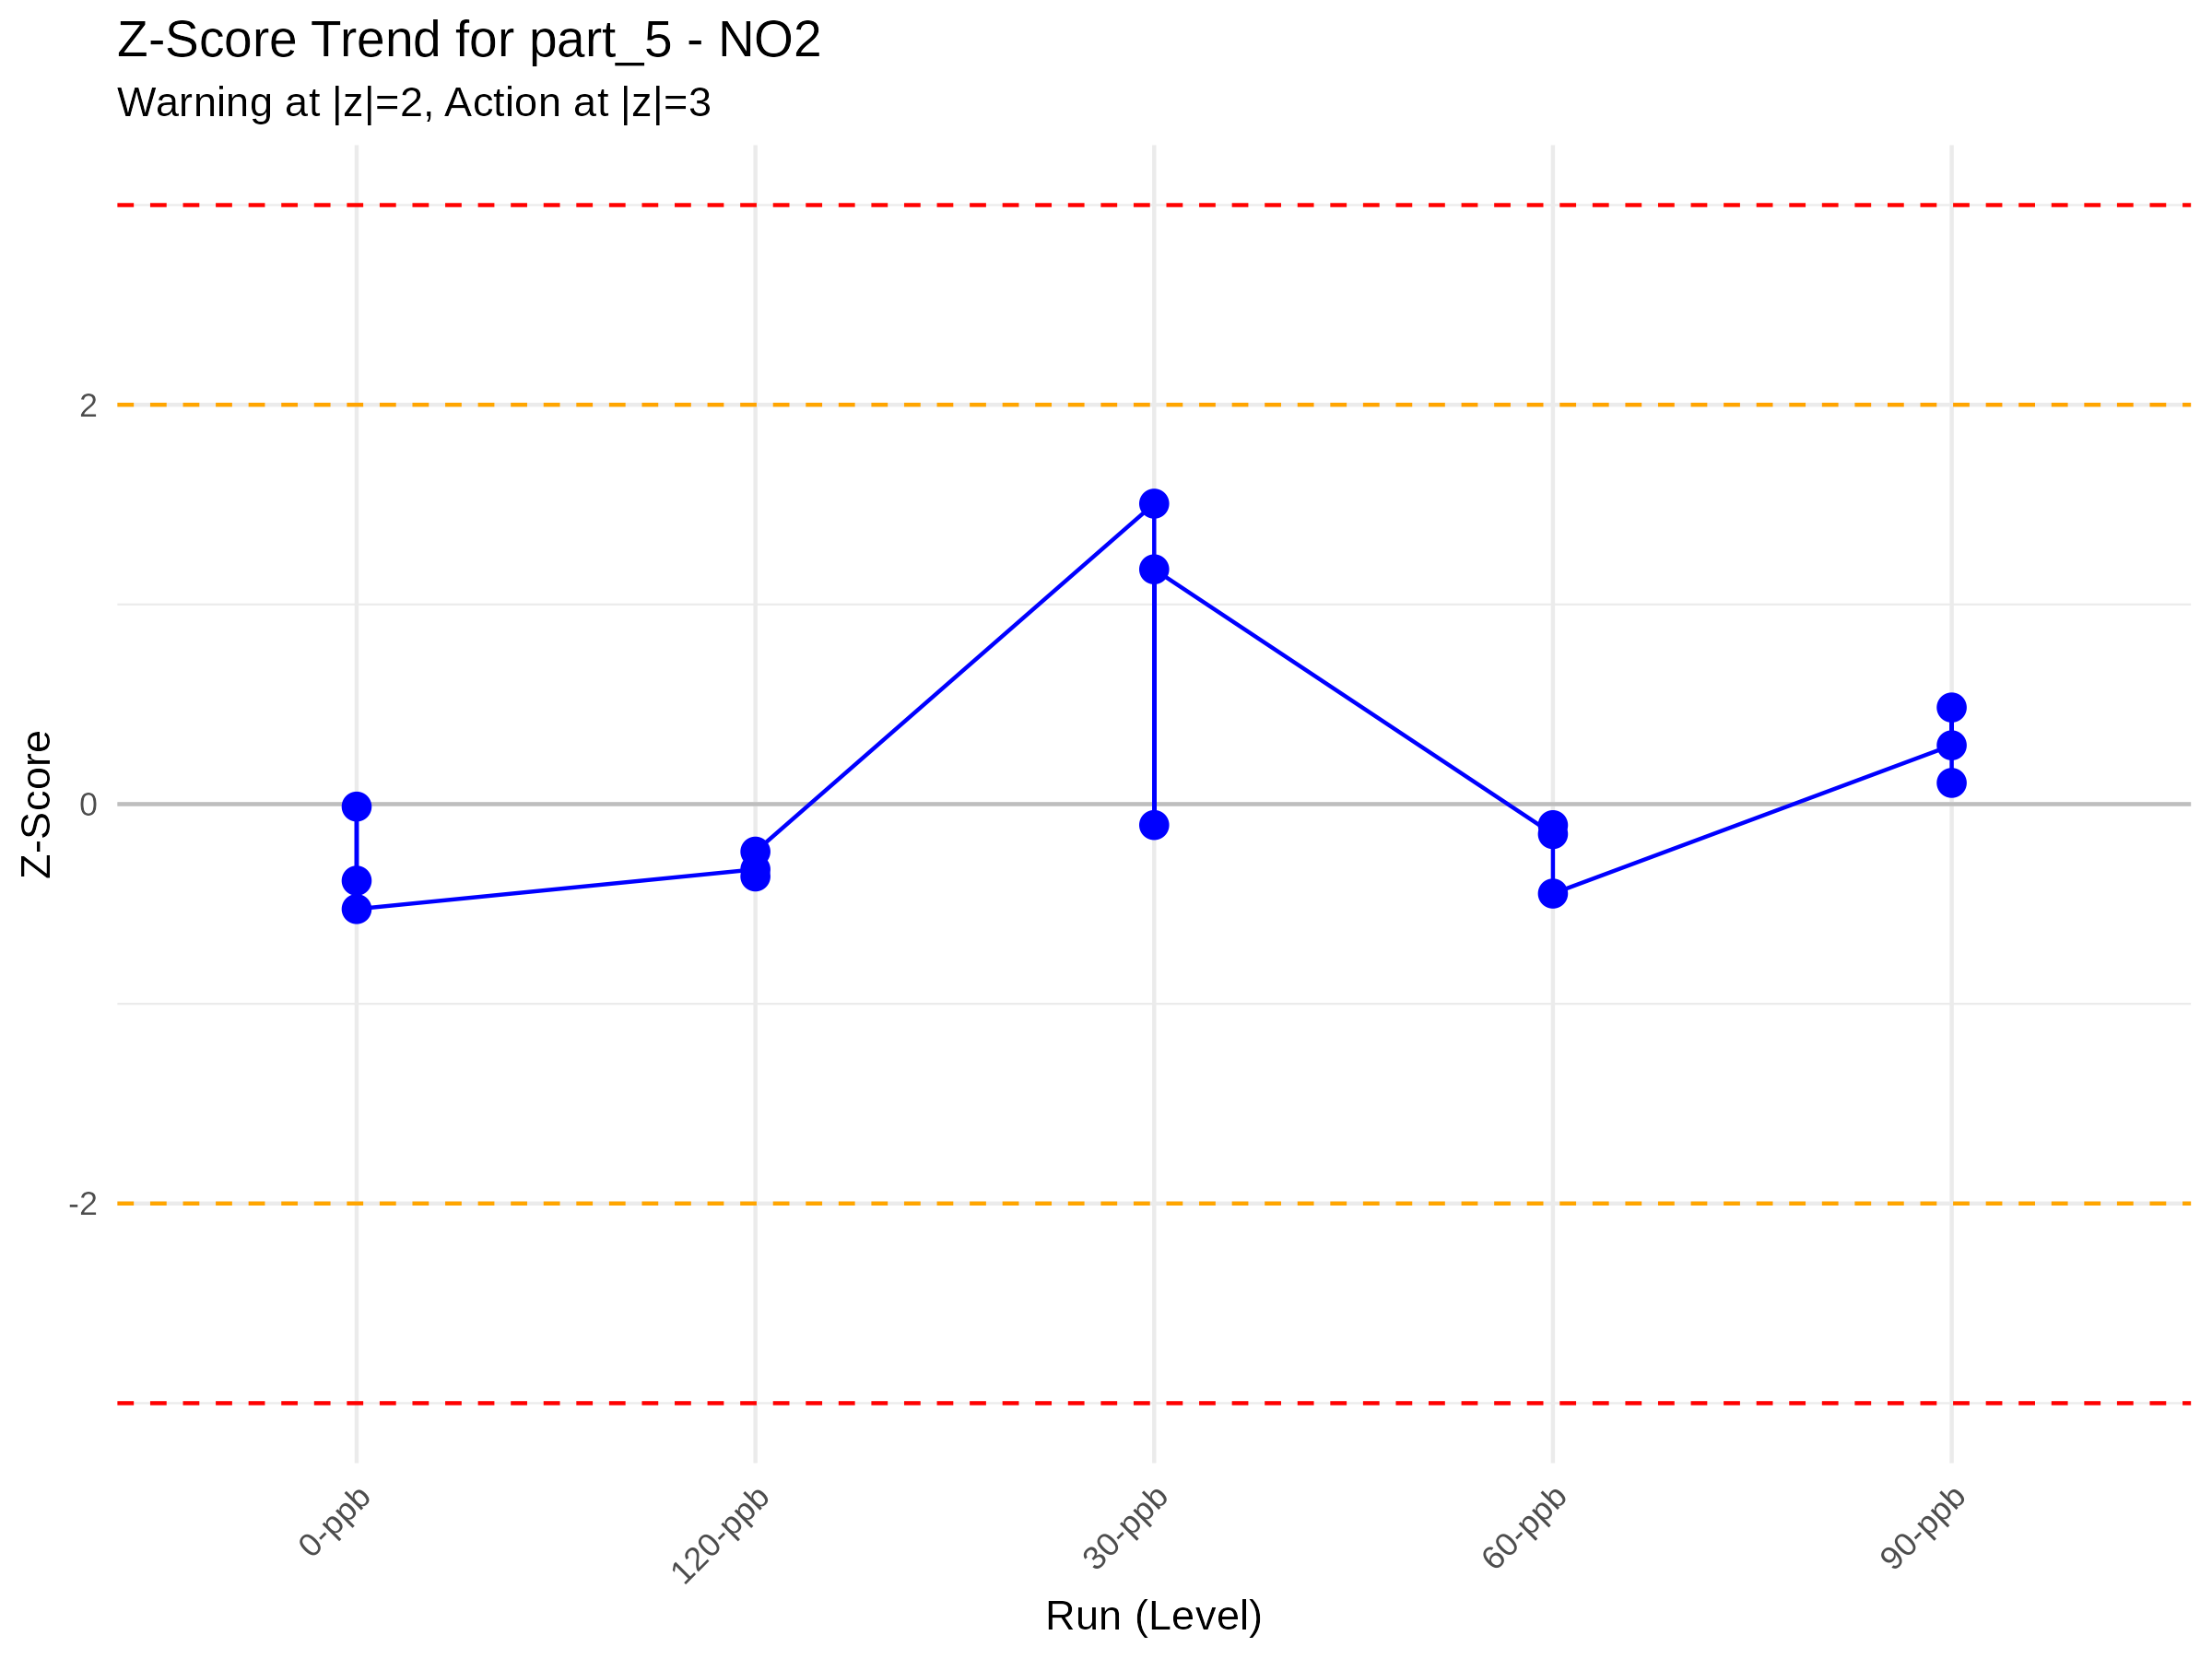 Z-Score Trend for part_5 - NO2
Warning at |z|=2, Action at |z|=3
Z-Score
2
0
-2
0-ppb
120-ppb
30-ppb
60-ppb
90-ppb
Run (Level)